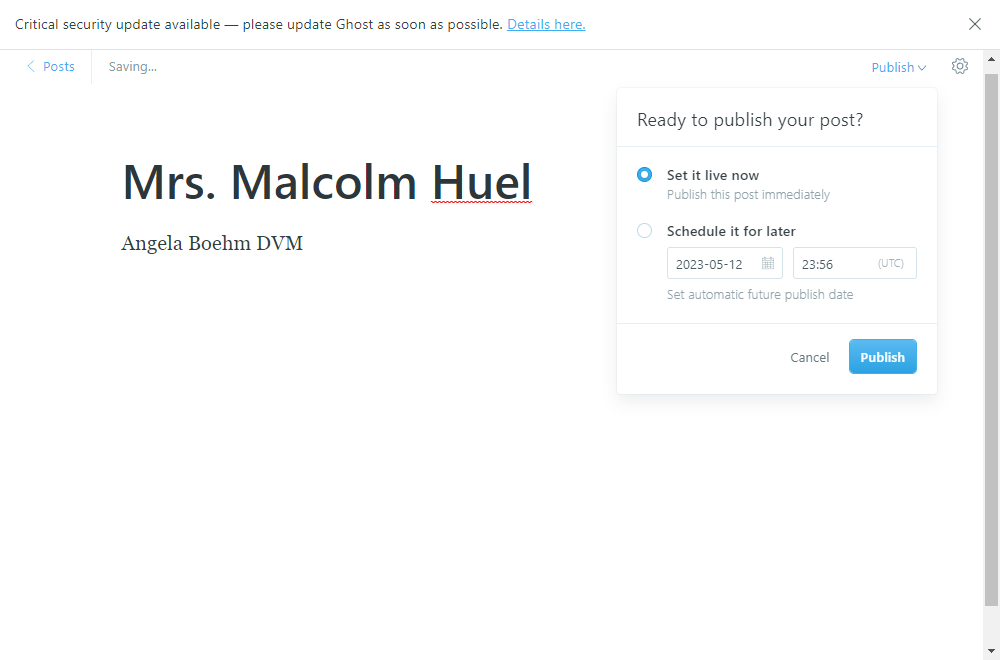 Critical security update available — please update Ghost as soon as possible. Details here.
Posts
Saving...
Publish
Ready to publish your post?
Mrs. Malcolm Huel
Angela Boehm DVM
Set it live now
Publish this post immediately
Schedule it for later
2023-05-12
23:56
(UTC)
Set automatic future publish date
Cancel
Publish